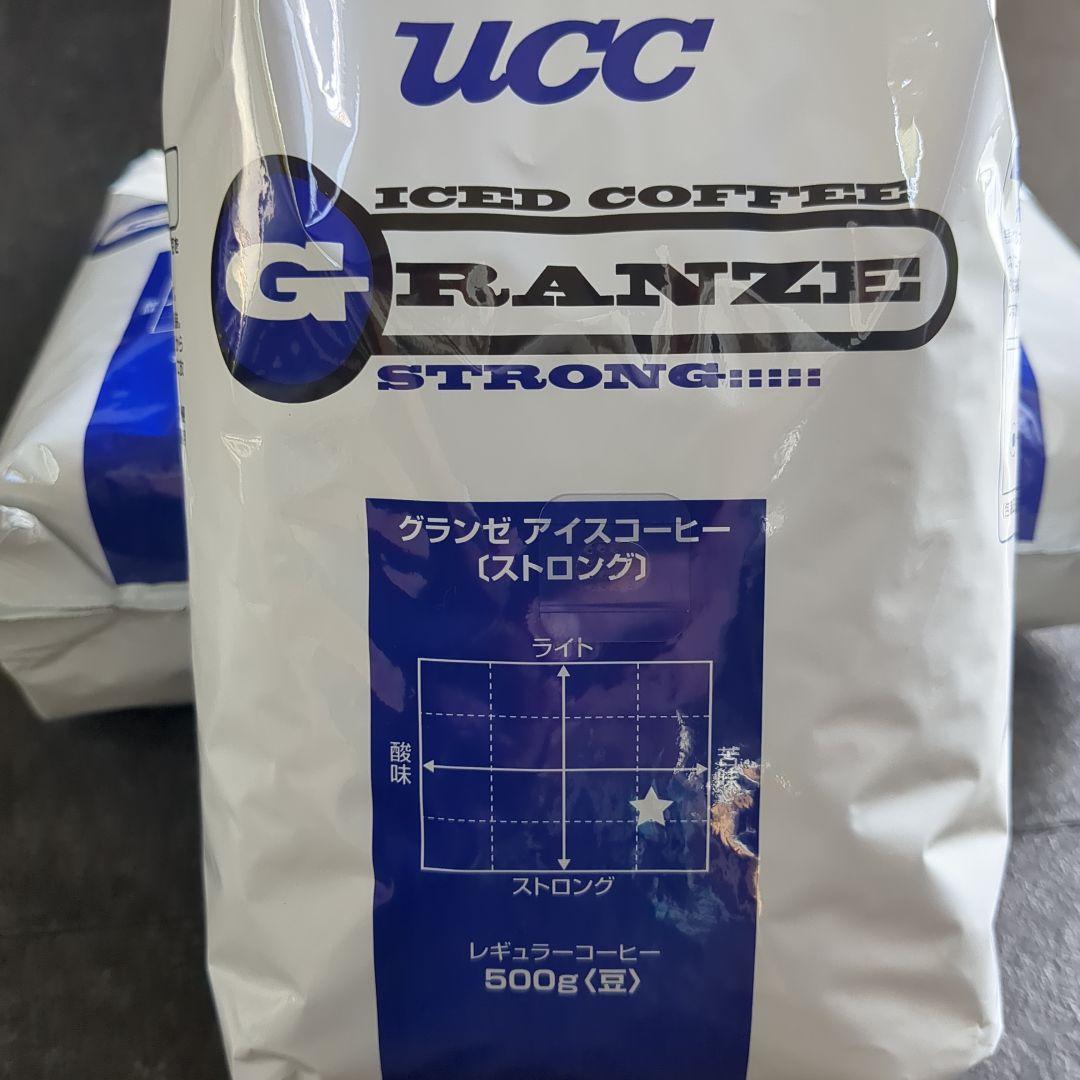 ucc
ICED COFFEE
GRANZE
STRONG
グランゼ アイスコーヒー
〔ストロング〕
ライト
酸味
苦味
ストロング
レギュラーコーヒー
500g〈豆〉